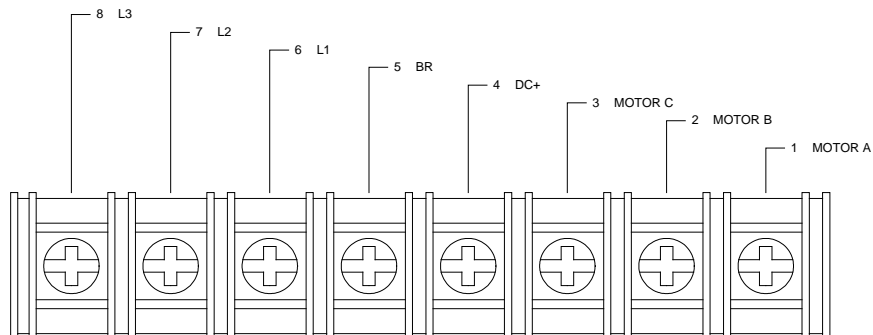 8 L3
7 L2
6 L1
5 BR
4 DC+
3 MOTOR C
2 MOTOR B
1 MOTOR A